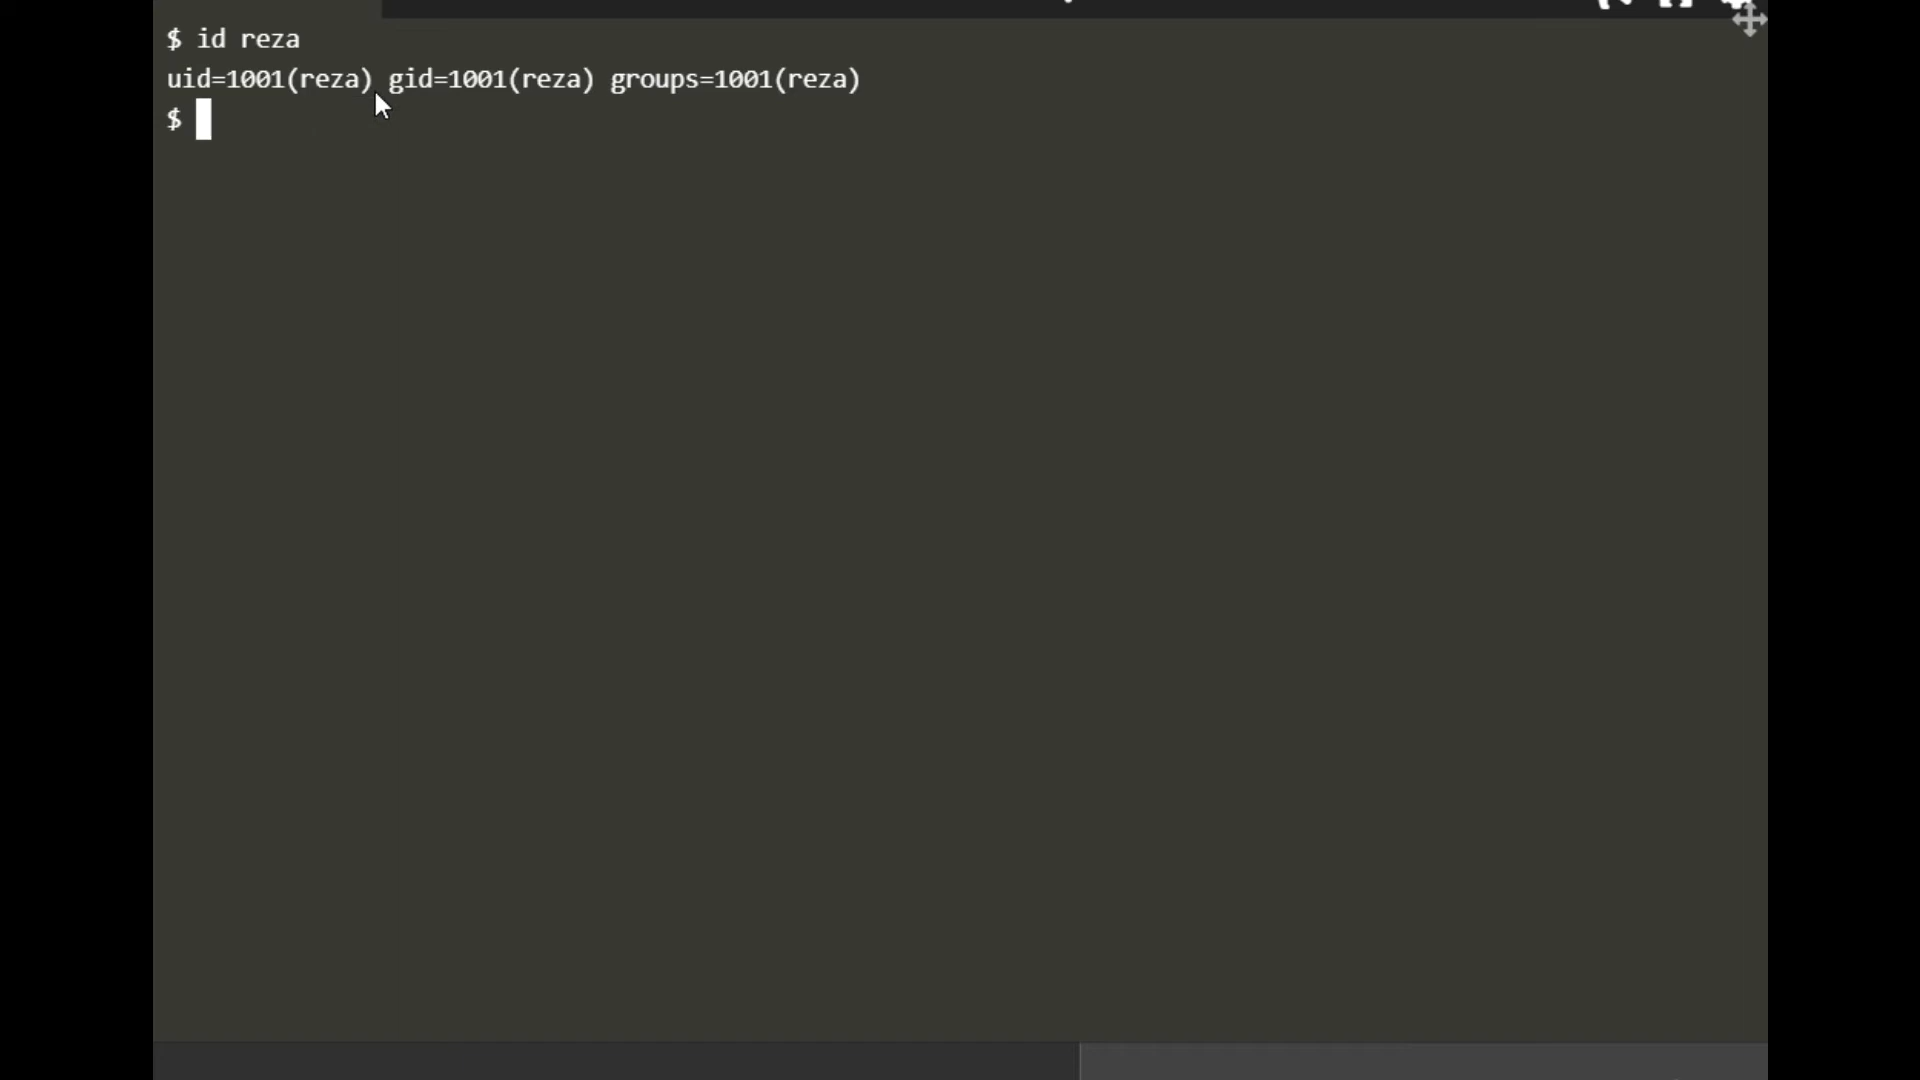 $ id reza
uid=1001(reza) gid=1001(reza) groups=1001(reza)
$